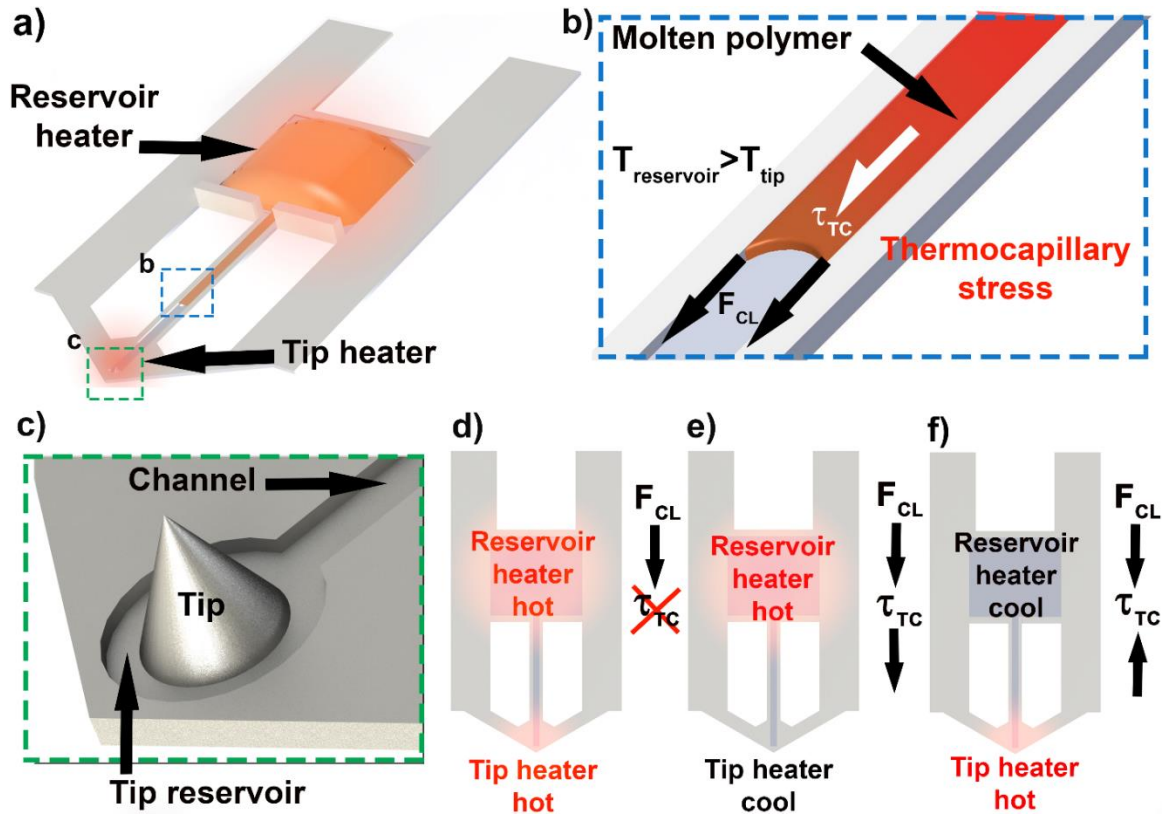 a)
Reservoir
heater
b
c
Tip heater
b)
Molten polymer
Treservoir>Ttip
τTC
Thermocapillary
stress
FCL
c)
Channel
Tip
Tip reservoir
d)
Reservoir
heater
hot
Tip heater
hot
FCL
τTC
e)
Reservoir
heater
hot
Tip heater
cool
FCL
τTC
f)
Reservoir
heater
cool
Tip heater
hot
FCL
τTC